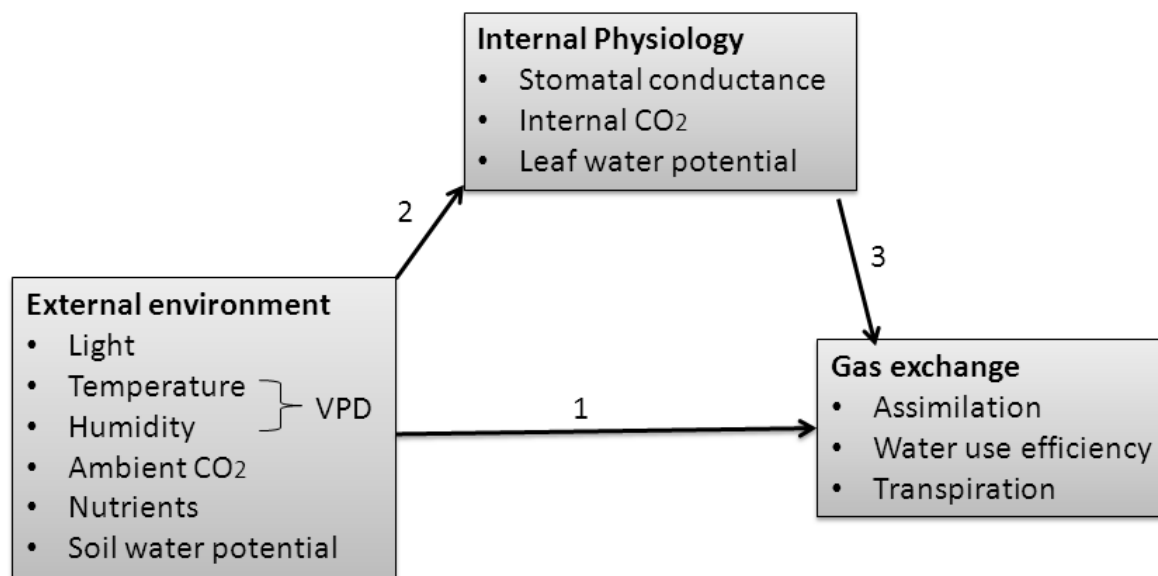 Internal Physiology
• Stomatal conductance
• Internal CO2
• Leaf water potential
2
3
External environment
• Light
• Temperature
• Humidity
VPD
• Ambient CO2
• Nutrients
• Soil water potential
1
Gas exchange
• Assimilation
• Water use efficiency
• Transpiration